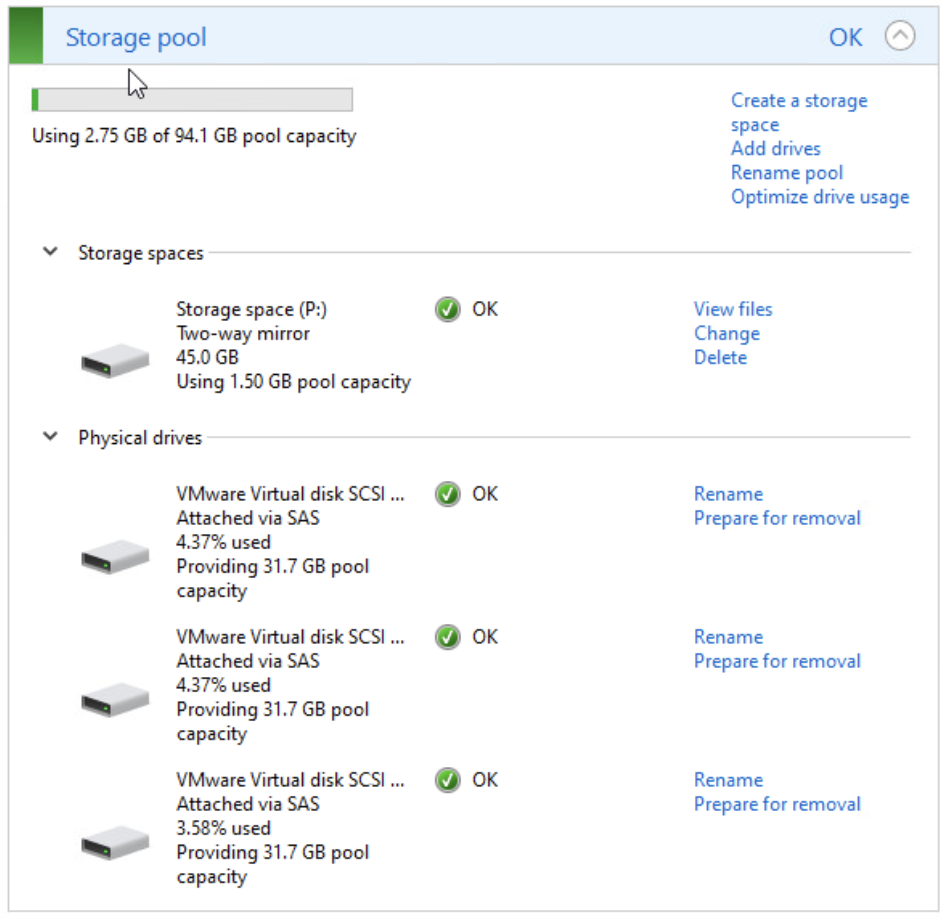 Storage pool
OK
Using 2.75 GB of 94.1 GB pool capacity
Create a storage
space
Add drives
Rename pool
Optimize drive usage
Storage spaces
Storage space (P:)
Two-way mirror
45.0 GB
Using 1.50 GB pool capacity
OK
View files
Change
Delete
Physical drives
VMware Virtual disk SCSI ...
Attached via SAS
4.37% used
Providing 31.7 GB pool
capacity
OK
Rename
Prepare for removal
VMware Virtual disk SCSI ...
Attached via SAS
4.37% used
Providing 31.7 GB pool
capacity
OK
Rename
Prepare for removal
VMware Virtual disk SCSI ...
Attached via SAS
3.58% used
Providing 31.7 GB pool
capacity
OK
Rename
Prepare for removal